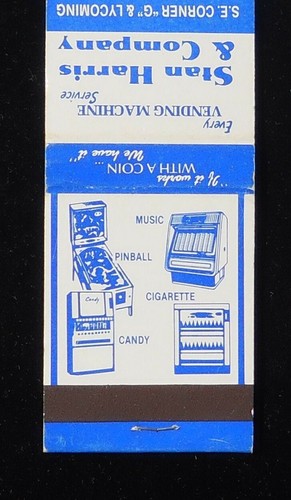 S.E. CORNER "G" & LYCOMING
Stan Harris
& Company
Every
VENDING MACHINE
Service
"If it works
WITH A COIN...
We have it"
MUSIC
PINBALL
CIGARETTE
Candy
CANDY